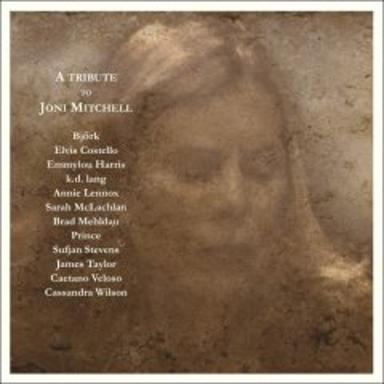 A TRIBUTE
TO
JONI MITCHELL
Björk
Elvis Costello
Emmylou Harris
k.d. lang
Annie Lennox
Sarah McLachlan
Brad Mehldau
Prince
Sufjan Stevens
James Taylor
Caetano Veloso
Cassandra Wilson